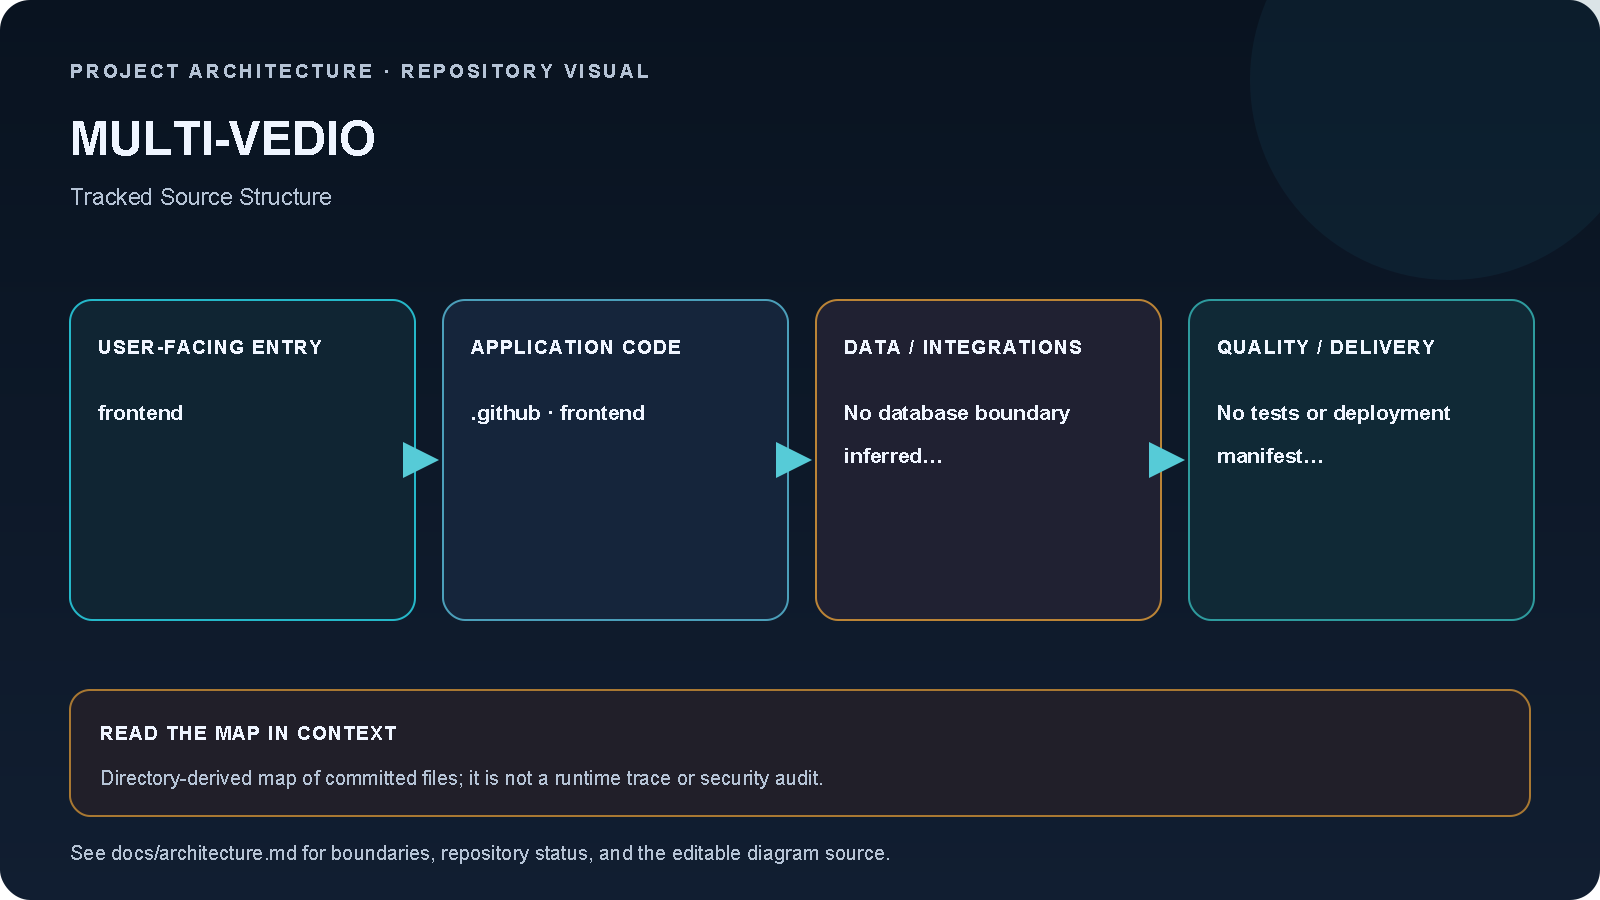 PROJECT ARCHITECTURE · REPOSITORY VISUAL
MULTI-VEDIO
Tracked Source Structure
USER-FACING ENTRY
frontend
APPLICATION CODE
.github · frontend
DATA / INTEGRATIONS
No database boundary
inferred…
QUALITY / DELIVERY
No tests or deployment
manifest…
READ THE MAP IN CONTEXT
Directory-derived map of committed files; it is not a runtime trace or security audit.
See docs/architecture.md for boundaries, repository status, and the editable diagram source.